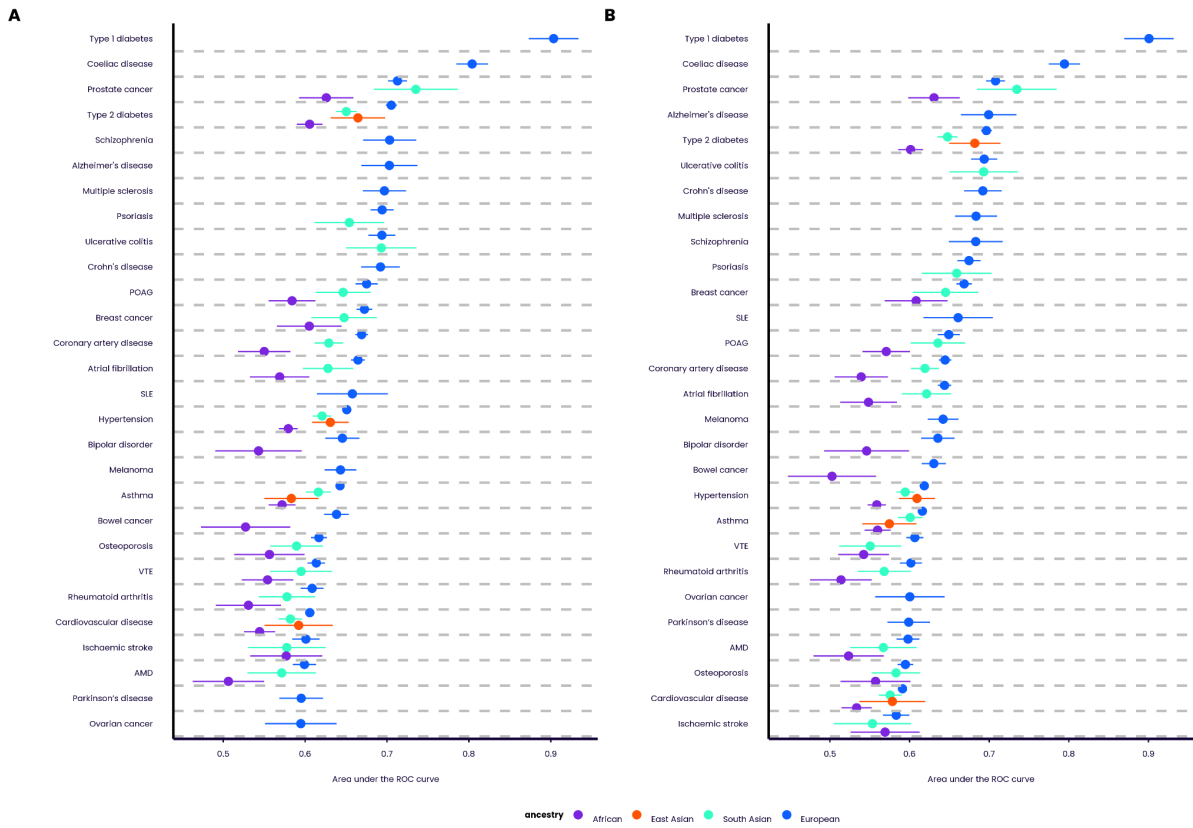 A
Type 1 diabetes
Coeliac disease
Prostate cancer
Type 2 diabetes
Schizophrenia
Alzheimer's disease
Multiple sclerosis
Psoriasis
Ulcerative colitis
Crohn's disease
POAG
Breast cancer
Coronary artery disease
Atrial fibrillation
SLE
Hypertension
Bipolar disorder
Melanoma
Asthma
Bowel cancer
Osteoporosis
VTE
Rheumatoid arthritis
Cardiovascular disease
Ischaemic stroke
AMD
Parkinson's disease
Ovarian cancer
0.5 0.6 0.7 0.8 0.9
Area under the ROC curve
B
Type 1 diabetes
Coeliac disease
Prostate cancer
Alzheimer's disease
Type 2 diabetes
Ulcerative colitis
Crohn's disease
Multiple sclerosis
Schizophrenia
Psoriasis
Breast cancer
SLE
POAG
Coronary artery disease
Atrial fibrillation
Melanoma
Bipolar disorder
Bowel cancer
Hypertension
Asthma
VTE
Rheumatoid arthritis
Ovarian cancer
Parkinson's disease
AMD
Osteoporosis
Cardiovascular disease
Ischaemic stroke
0.5 0.6 0.7 0.8 0.9
Area under the ROC curve
ancestry African East Asian South Asian European